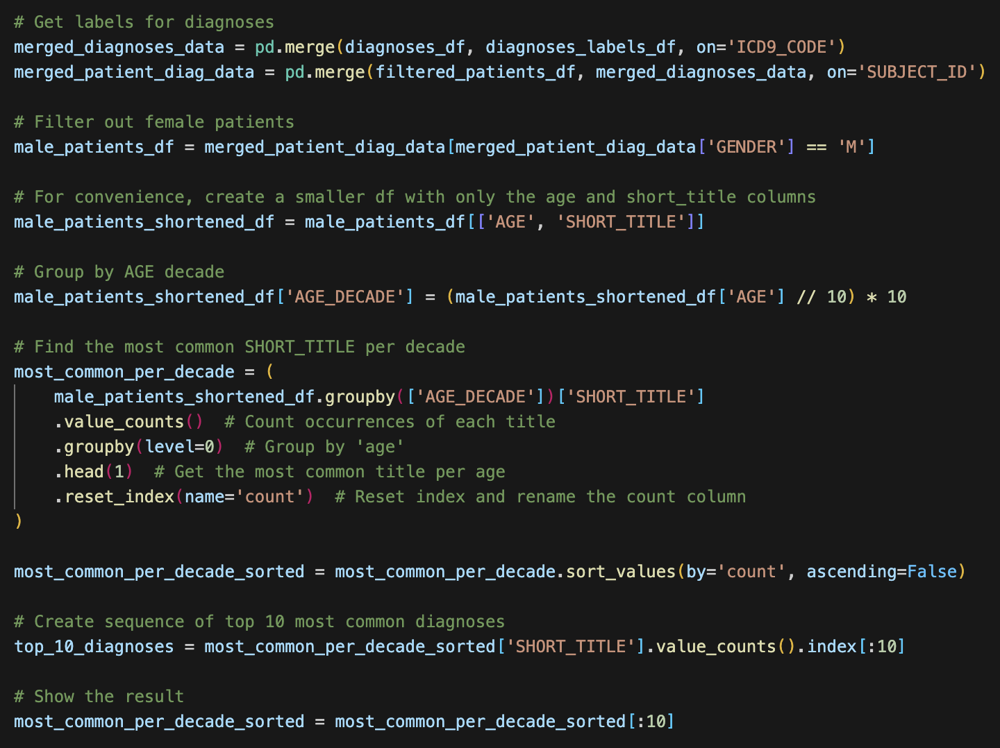 # Get labels for diagnoses
merged_diagnoses_data = pd.merge(diagnoses_df, diagnoses_labels_df, on='ICD9_CODE')
merged_patient_diag_data = pd.merge(filtered_patients_df, merged_diagnoses_data, on='SUBJECT_ID')

# Filter out female patients
male_patients_df = merged_patient_diag_data[merged_patient_diag_data['GENDER'] == 'M']

# For convenience, create a smaller df with only the age and short_title columns
male_patients_shortened_df = male_patients_df[['AGE', 'SHORT_TITLE']]

# Group by AGE decade
male_patients_shortened_df['AGE_DECADE'] = (male_patients_shortened_df['AGE'] // 10) * 10

# Find the most common SHORT_TITLE per decade
most_common_per_decade = (
    male_patients_shortened_df.groupby(['AGE_DECADE'])['SHORT_TITLE']
    .value_counts()  # Count occurrences of each title
    .groupby(level=0)  # Group by 'age'
    .head(1)  # Get the most common title per age
    .reset_index(name='count')  # Reset index and rename the count column
)

most_common_per_decade_sorted = most_common_per_decade.sort_values(by='count', ascending=False)

# Create sequence of top 10 most common diagnoses
top_10_diagnoses = most_common_per_decade_sorted['SHORT_TITLE'].value_counts().index[:10]

# Show the result
most_common_per_decade_sorted = most_common_per_decade_sorted[:10]